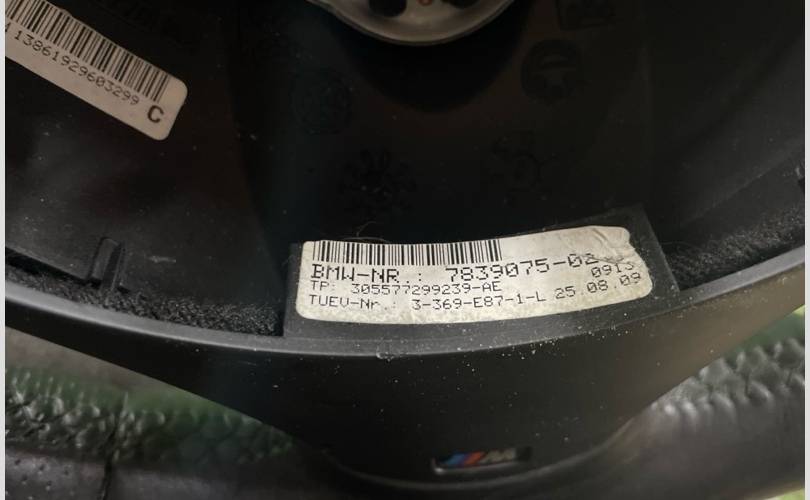 13861929603299 C
BMW-NR.: 7839075-02
0913
TP: 305577299239-AE
TUEV-Nr.: 3-369-E87-1-L 25.08.09
M